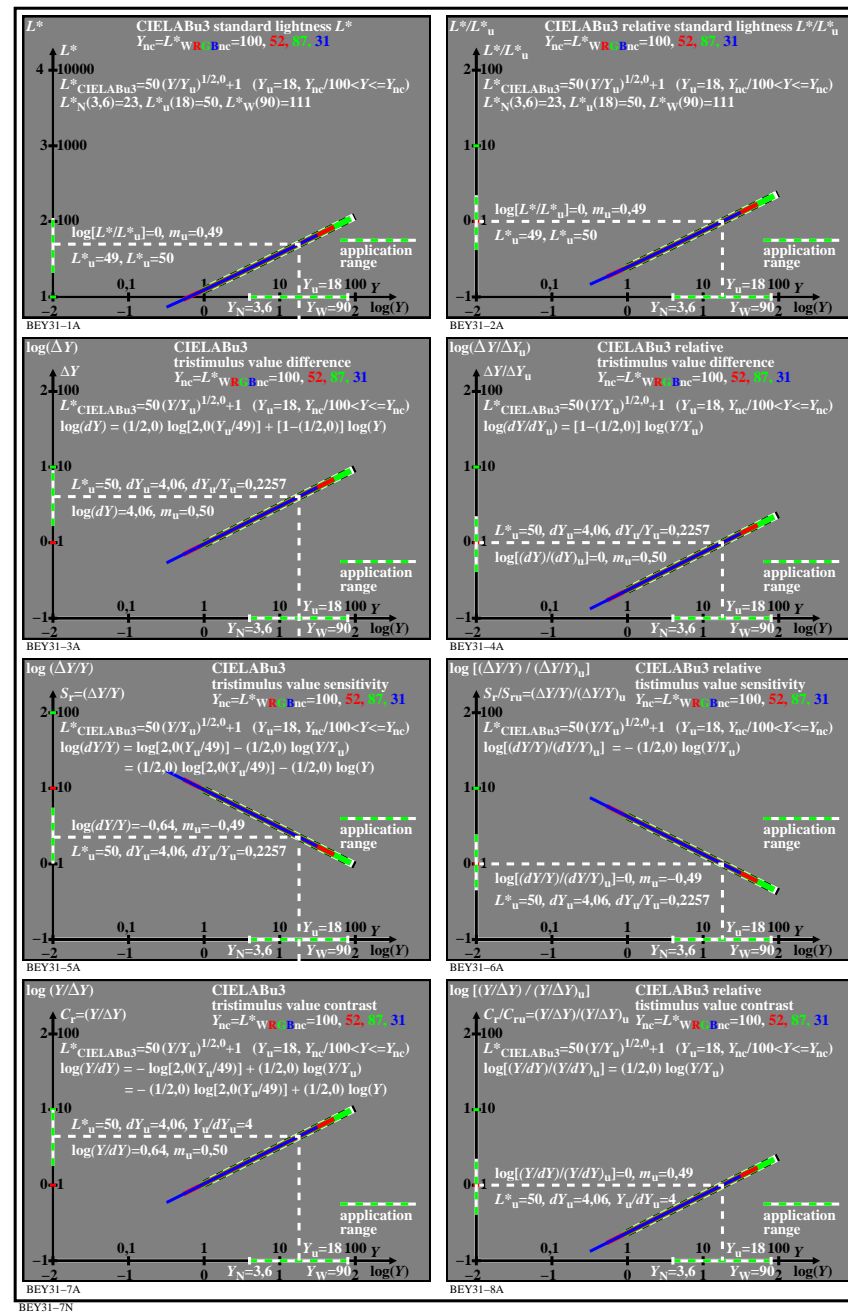 L*
CIELABu3 standard lightness L*
Ync=L*WRGBnc=100, 52, 87, 31
L*
4 10000
L*CIELABu3=50(Y/Yu)1/2,0+1 (Yu=18, Ync/100<Y<=Ync)
L*N(3,6)=23, L*u(18)=50, L*W(90)=111
3 1000
2 100
log[L*/L*u]=0, mu=0,49
L*u=49, L*u=50
application
range
Yu=18
1
0,1 1 10 100 Y
−2 −1 0 1 2 log(Y)
YN=3,6 YW=90
BEY31−1A
L*/L*u
CIELABu3 relative standard lightness L*/L*u
Ync=L*WRGBnc=100, 52, 87, 31
L*/L*u
2 100
L*CIELABu3=50(Y/Yu)1/2,0+1 (Yu=18, Ync/100<Y<=Ync)
L*N(3,6)=23, L*u(18)=50, L*W(90)=111
1 10
log[L*/L*u]=0, mu=0,49
0 1
L*u=49, L*u=50
application
range
Yu=18
−1
0,1 1 10 100 Y
−2 −1 0 1 2 log(Y)
YN=3,6 YW=90
BEY31−2A
log(ΔY)
CIELABu3
tristimulus value difference
ΔY
Ync=L*WRGBnc=100, 52, 87, 31
2 100
L*CIELABu3=50(Y/Yu)1/2,0+1 (Yu=18, Ync/100<Y<=Ync)
log(dY) = (1/2,0) log[2,0(Yu/49] + [1−(1/2,0)] log(Y)
1 10
L*u=50, dYu=4,06, dYu/Yu=0,2257
log(dY)=4,06, mu=0,50
0 1
application
range
Yu=18
−1
0,1 1 10 100 Y
−2 −1 0 1 2 log(Y)
YN=3,6 YW=90
BEY31−3A
log(ΔY/ΔYu)
CIELABu3 relative
tristimulus value difference
ΔY/ΔYu
Ync=L*WRGBnc=100, 52, 87, 31
2 100
L*CIELABu3=50(Y/Yu)1/2,0+1 (Yu=18, Ync/100<Y<=Ync)
log(dY/dYu) = [1−(1/2,0)] log(Y/Yu)
1 10
L*u=50, dYu=4,06, dYu/Yu=0,2257
0 1
log[(dY)/(dY)u]=0, mu=0,50
application
range
Yu=18
−1
0,1 1 10 100 Y
−2 −1 0 1 2 log(Y)
YN=3,6 YW=90
BEY31−4A
log (ΔY/Y)
CIELABu3
tristimulus value sensitivity
Sr=(ΔY/Y)
Ync=L*WRGBnc=100, 52, 87, 31
2 100
L*CIELABu3=50(Y/Yu)1/2,0+1 (Yu=18, Ync/100<Y<=Ync)
log(dY/Y) = log[2,0(Yu/49] − (1/2,0) log(Y/Yu)
= (1/2,0) log[2,0(Yu/49] − (1/2,0) log(Y)
1 10
log(dY/Y)=−0,64, mu=−0,49
L*u=50, dYu=4,06, dYu/Yu=0,2257
0 1
application
range
Yu=18
−1
0,1 1 10 100 Y
−2 −1 0 1 2 log(Y)
YN=3,6 YW=90
BEY31−5A
log [(ΔY/Y) / (ΔY/Y)u]
CIELABu3 relative
tistimulus value sensitivity
Sr/Sru=(ΔY/Y)/(ΔY/Y)u
Ync=L*WRGBnc=100, 52, 87, 31
2 100
L*CIELABu3=50(Y/Yu)1/2,0+1 (Yu=18, Ync/100<Y<=Ync)
log[(dY/Y)/(dY/Y)u] = − (1/2,0) log(Y/Yu)
1 10
0 1
log[(dY/Y)/(dY/Y)u]=0, mu=−0,49
L*u=50, dYu=4,06, dYu/Yu=0,2257
application
range
Yu=18
−1
0,1 1 10 100 Y
−2 −1 0 1 2 log(Y)
YN=3,6 YW=90
BEY31−6A
log (Y/ΔY)
CIELABu3
tristimulus value contrast
Cr=(Y/ΔY)
Ync=L*WRGBnc=100, 52, 87, 31
2 100
L*CIELABu3=50(Y/Yu)1/2,0+1 (Yu=18, Ync/100<Y<=Ync)
log(Y/dY) = − log[2,0(Yu/49] + (1/2,0) log(Y/Yu)
= − (1/2,0) log[2,0(Yu/49] + (1/2,0) log(Y)
1 10
L*u=50, dYu=4,06, Yu/dYu=4
log(Y/dY)=0,64, mu=0,50
0 1
application
range
Yu=18
−1
0,1 1 10 100 Y
−2 −1 0 1 2 log(Y)
YN=3,6 YW=90
BEY31−7A
log [(Y/ΔY) / (Y/ΔY)u]
CIELABu3 relative
tistimulus value contrast
Cr/Cru=(Y/ΔY)/(Y/ΔY)u
Ync=L*WRGBnc=100, 52, 87, 31
2 100
L*CIELABu3=50(Y/Yu)1/2,0+1 (Yu=18, Ync/100<Y<=Ync)
log[(Y/dY)/(Y/dY)u] = (1/2,0) log(Y/Yu)
1 10
log[(Y/dY)/(Y/dY)u]=0, mu=0,49
0 1
L*u=50, dYu=4,06, Yu/dYu=4
application
range
Yu=18
−1
0,1 1 10 100 Y
−2 −1 0 1 2 log(Y)
YN=3,6 YW=90
BEY31−8A
BEY31−7N